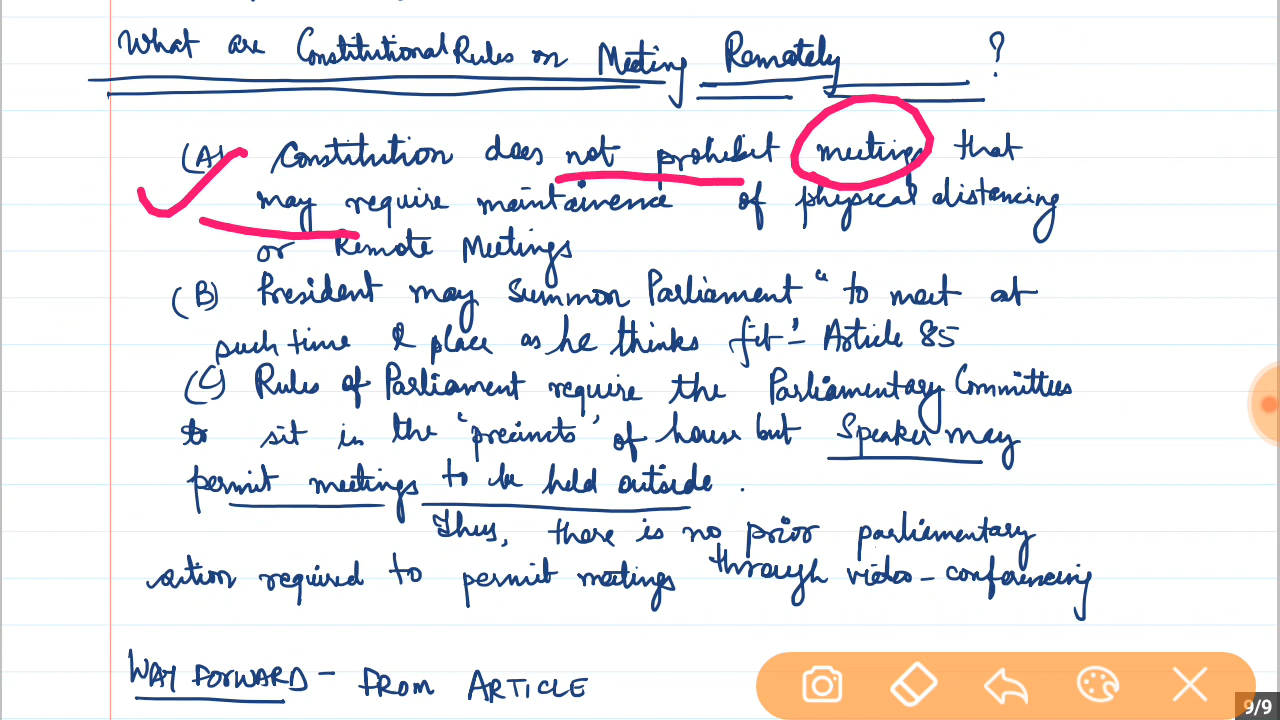 What are Constitutional Rules on Meeting Remotely ?
(A) Constitution does not prohibit meetings that
may require maintainence of physical distancing
or Remote Meetings
(B) President may Summon Parliament "to meet at
such time & place as he thinks fit" - Article 85
(C) Rules of Parliament require the Parliamentary Committees
to sit in the 'precincts' of house but Speaker may
permit meetings to be held outside.
Thus, there is no prior parliamentary
action required to permit meetings through video-conferencing
WAY FORWARD - FROM ARTICLE
9/9